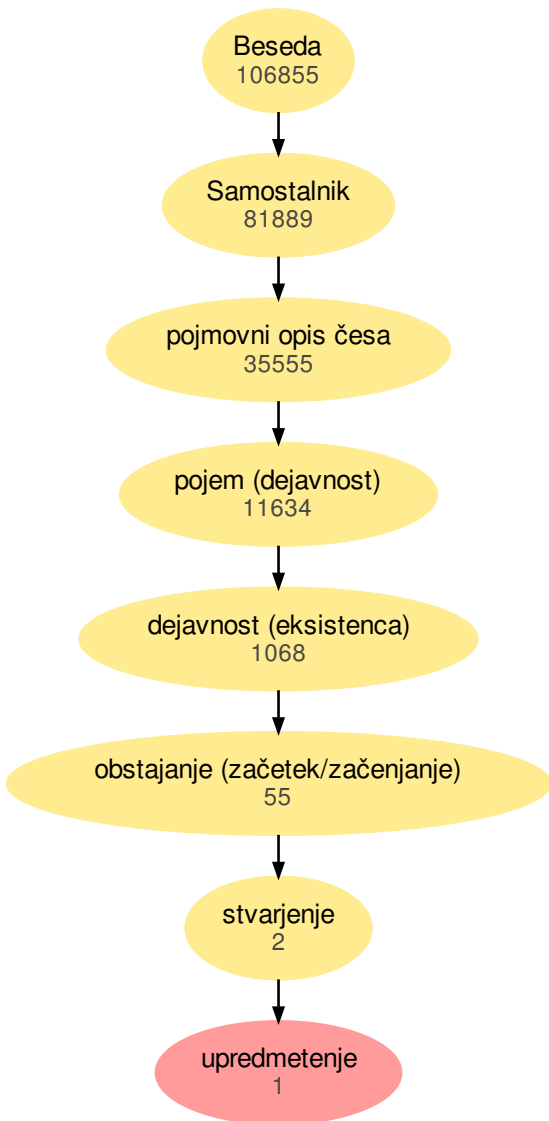 Beseda
106855
Samostalnik
81889
pojmovni opis česa
35555
pojem (dejavnost)
11634
dejavnost (eksistenca)
1068
obstajanje (začetek/začenjanje)
55
stvarjenje
2
upredmetenje
1